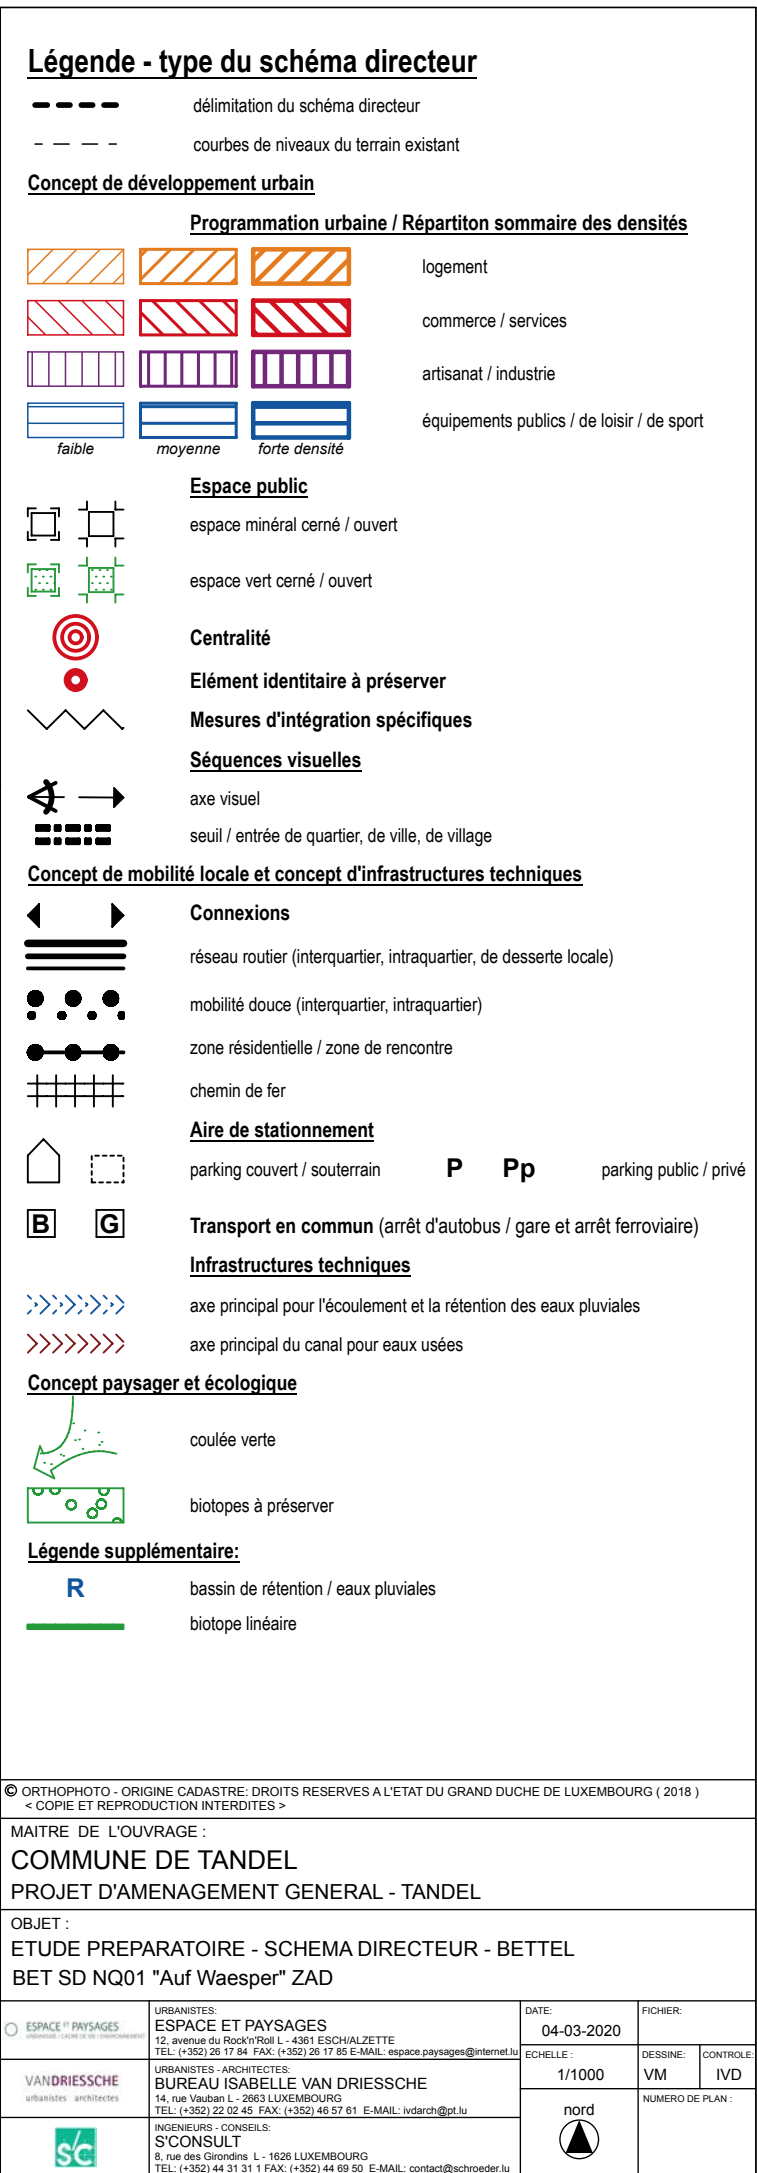 Légende - type du schéma directeur
délimitation du schéma directeur
courbes de niveaux du terrain existant
Concept de développement urbain
Programmation urbaine / Répartiton sommaire des densités
logement
commerce / services
artisanat / industrie
équipements publics / de loisir / de sport
faible moyenne forte densité
Espace public
espace minéral cerné / ouvert
espace vert cerné / ouvert
Centralité
Elément identitaire à préserver
Mesures d'intégration spécifiques
Séquences visuelles
axe visuel
seuil / entrée de quartier, de ville, de village
Concept de mobilité locale et concept d'infrastructures techniques
Connexions
réseau routier (interquartier, intraquartier, de desserte locale)
mobilité douce (interquartier, intraquartier)
zone résidentielle / zone de rencontre
chemin de fer
Aire de stationnement
parking couvert / souterrain P Pp parking public / privé
B G Transport en commun (arrêt d'autobus / gare et arrêt ferroviaire)
Infrastructures techniques
axe principal pour l'écoulement et la rétention des eaux pluviales
axe principal du canal pour eaux usées
Concept paysager et écologique
coulée verte
biotopes à préserver
Légende supplémentaire:
R bassin de rétention / eaux pluviales
biotope linéaire
© ORTHOPHOTO - ORIGINE CADASTRE: DROITS RESERVES A L'ETAT DU GRAND DUCHE DE LUXEMBOURG ( 2018 )
< COPIE ET REPRODUCTION INTERDITES >
MAITRE DE L'OUVRAGE :
COMMUNE DE TANDEL
PROJET D'AMENAGEMENT GENERAL - TANDEL
OBJET :
ETUDE PREPARATOIRE - SCHEMA DIRECTEUR - BETTEL
BET SD NQ01 "Auf Waesper" ZAD
ESPACE ET PAYSAGES
URBANISME / CADRE DE VIE / ENVIRONNEMENT
URBANISTES:
ESPACE ET PAYSAGES
12, avenue du Rock'n'Roll L - 4361 ESCH/ALZETTE
TEL: (+352) 26 17 84 FAX: (+352) 26 17 85 E-MAIL: espace.paysages@internet.lu
VANDRIESSCHE
urbanistes architectes
URBANISTES - ARCHITECTES:
BUREAU ISABELLE VAN DRIESSCHE
14, rue Vauban L - 2663 LUXEMBOURG
TEL: (+352) 22 02 45 FAX: (+352) 46 57 61 E-MAIL: ivdarch@pt.lu
s/c
INGENIEURS - CONSEILS:
S'CONSULT
8, rue des Girondins L - 1626 LUXEMBOURG
TEL: (+352) 44 31 31 1 FAX: (+352) 44 69 50 E-MAIL: contact@schroeder.lu
DATE:
04-03-2020
FICHIER:
ECHELLE :
1/1000
DESSINE:
VM
CONTROLE:
IVD
nord
NUMERO DE PLAN :